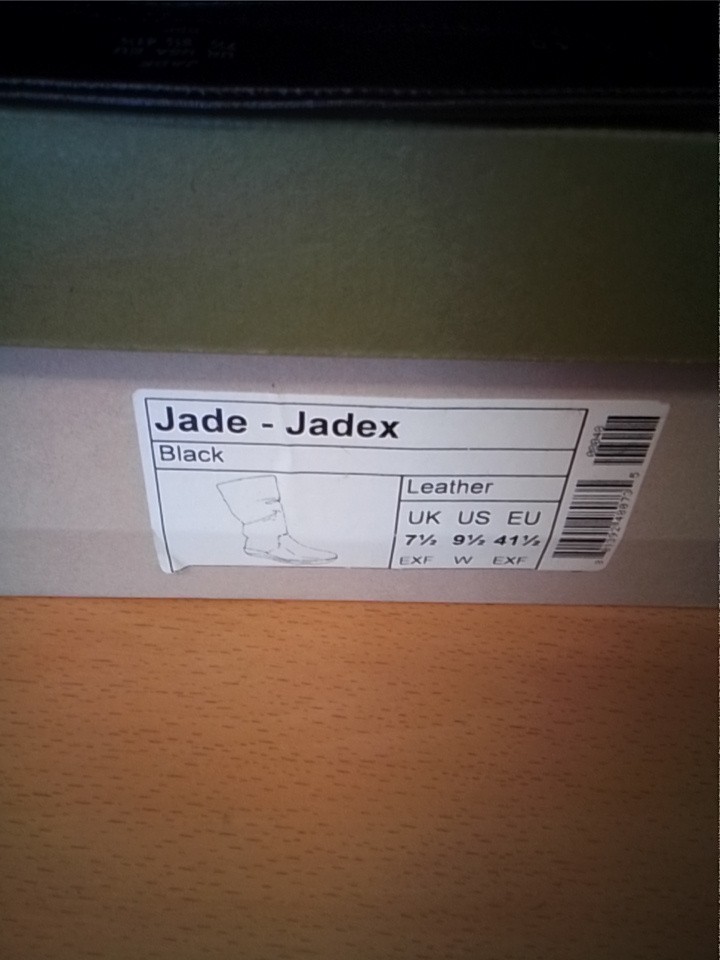 Jade - Jadex
Black
Leather
UK US EU
7½ 9½ 41½
EXF W EXF